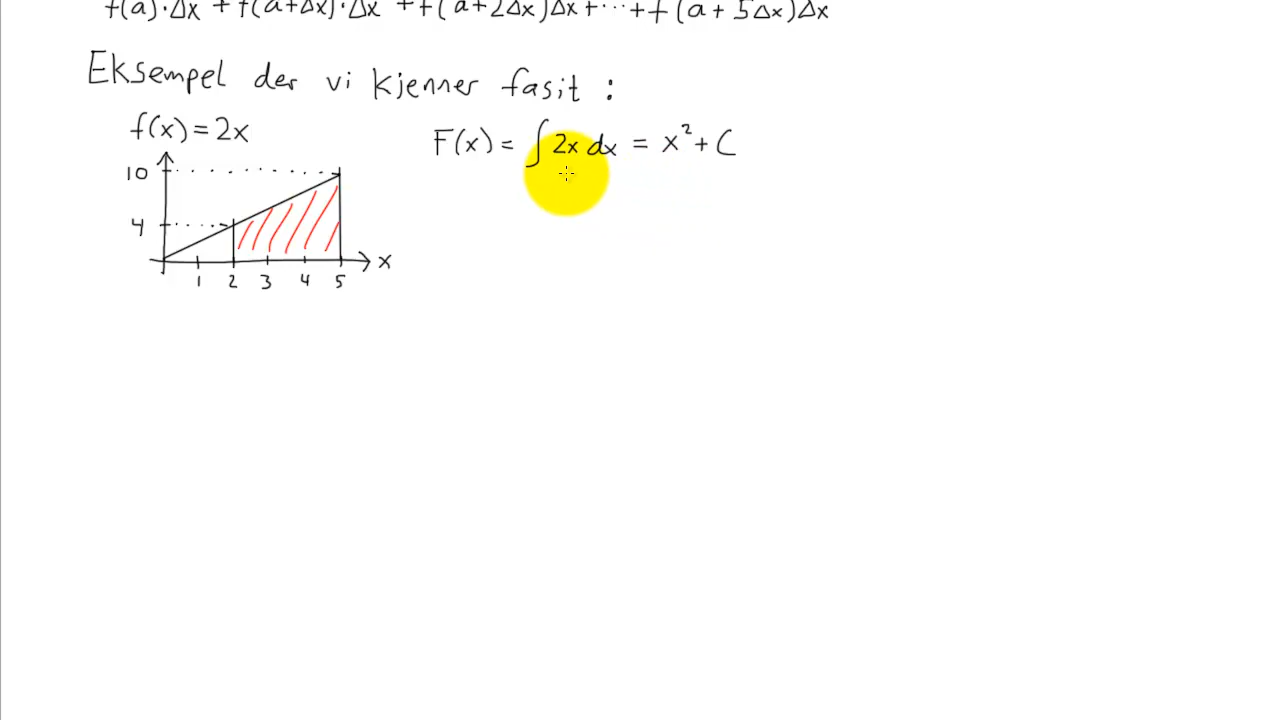 f(a)·Δx + f(a+Δx)·Δx + f(a+2Δx)Δx + ··· + f(a + 5Δx)Δx
Eksempel der vi kjenner fasit :
f(x) = 2x
F(x) = ∫ 2x dx = x² + C
10
4
x
1 2 3 4 5